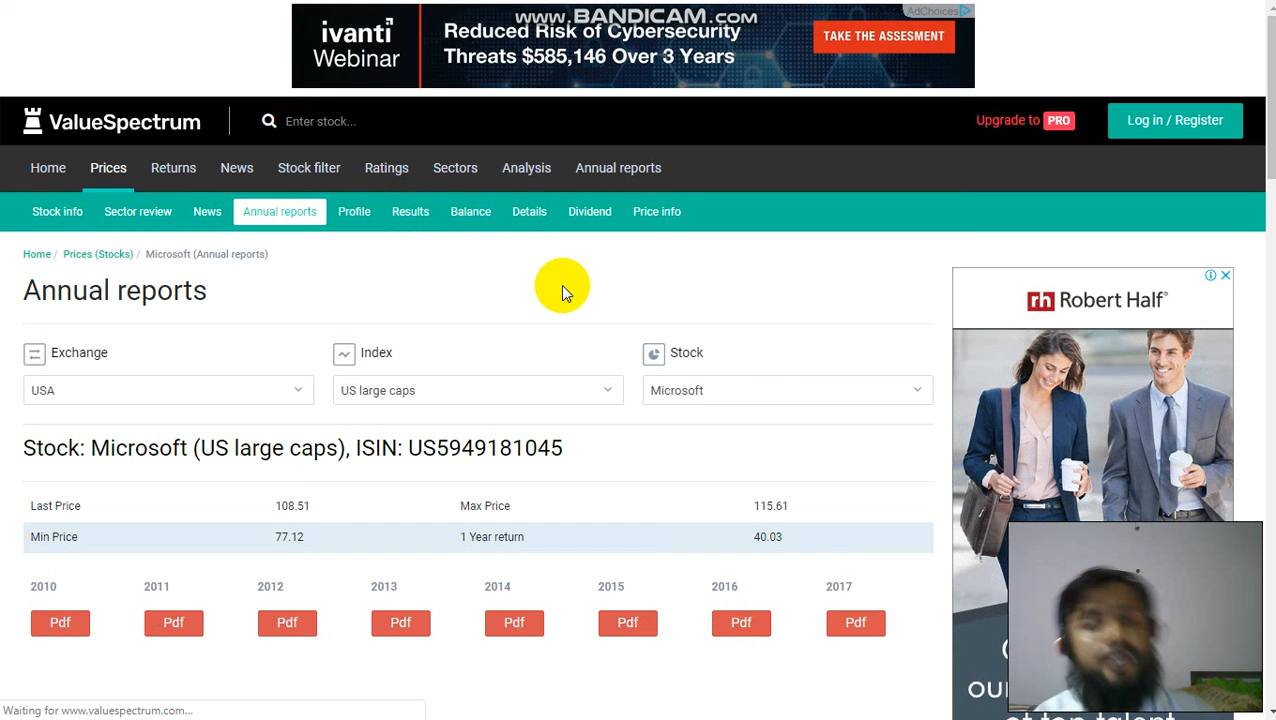 www.BANDICAM.com
AdChoices
ivanti
Webinar
Reduced Risk of Cybersecurity
Threats $585,146 Over 3 Years
TAKE THE ASSESMENT
ValueSpectrum
Enter stock...
Upgrade to PRO
Log in / Register
Home Prices Returns News Stock filter Ratings Sectors Analysis Annual reports
Stock info Sector review News Annual reports Profile Results Balance Details Dividend Price info
Home / Prices (Stocks) / Microsoft (Annual reports)
Annual reports
rh Robert Half®
Exchange Index Stock
USA US large caps Microsoft
Stock: Microsoft (US large caps), ISIN: US5949181045
Last Price 108.51 Max Price 115.61
Min Price 77.12 1 Year return 40.03
2010 2011 2012 2013 2014 2015 2016 2017
Pdf Pdf Pdf Pdf Pdf Pdf Pdf Pdf
Waiting for www.valuespectrum.com...